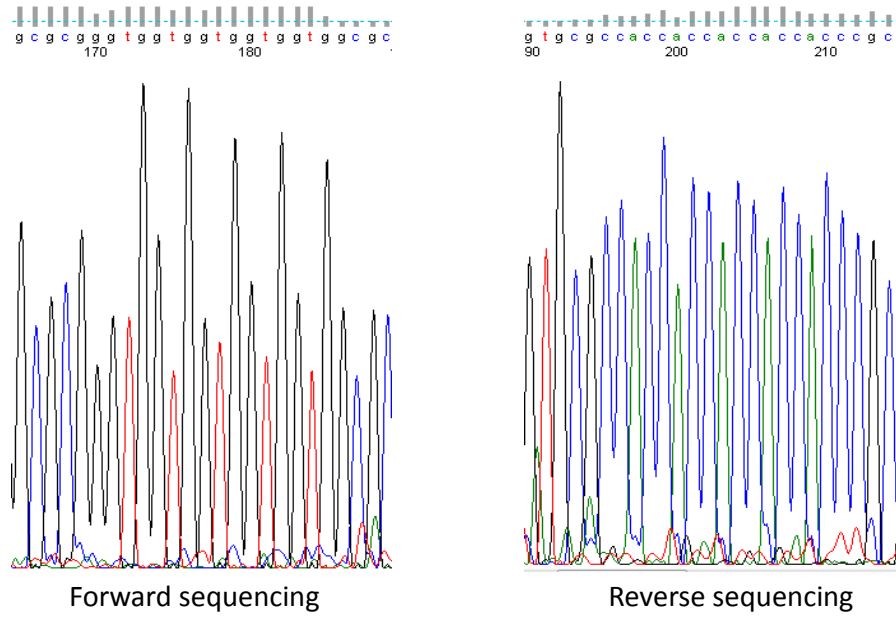 g c g c g g g t g g t g g t g g t g g t g g c g c
170 180
g t g c g c c a c c a c c a c c a c c a c c c g c
90 200 210
Forward sequencing
Reverse sequencing